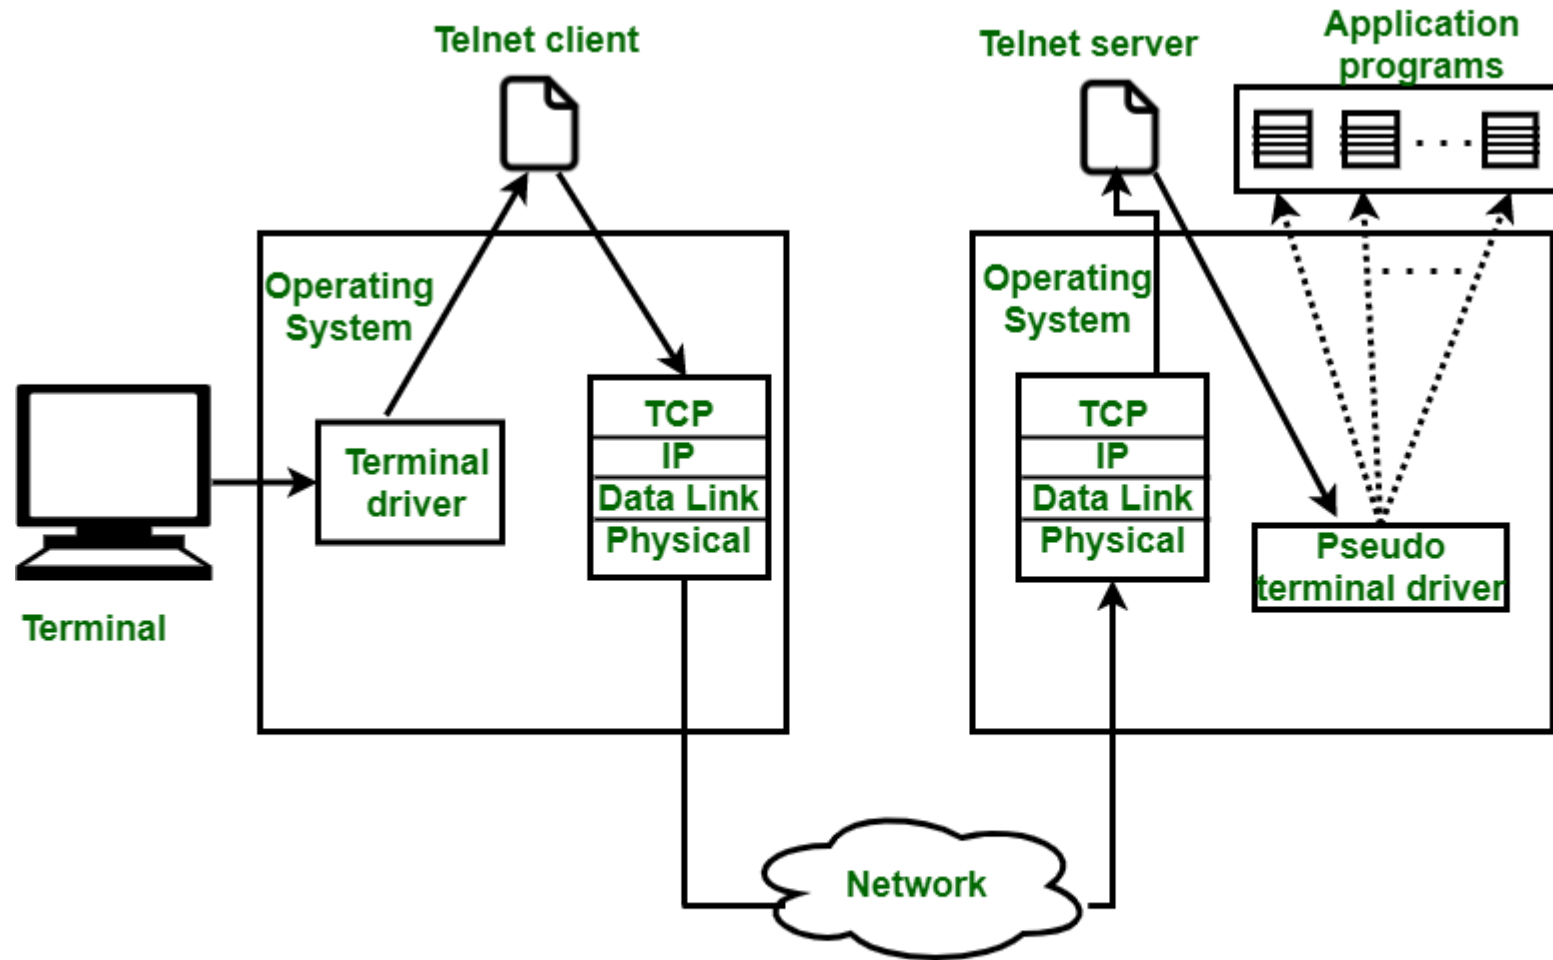 Telnet client
Telnet server
Application
programs
Operating
System
Operating
System
Terminal
driver
TCP
IP
Data Link
Physical
TCP
IP
Data Link
Physical
Pseudo
terminal driver
Terminal
Network